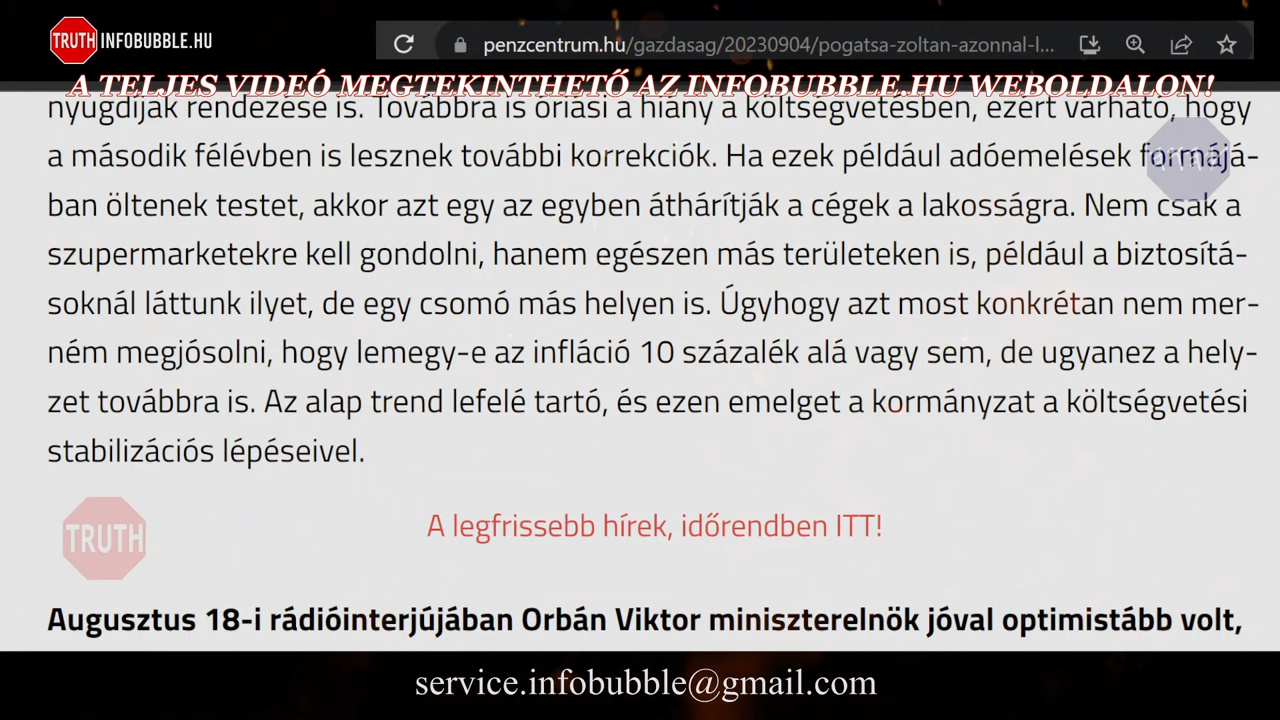 TRUTH INFOBUBBLE.HU
penzcentrum.hu/gazdasag/20230904/pogatsa-zoltan-azonnal-l...
A TELJES VIDEÓ MEGTEKINTHETŐ AZ INFOBUBBLE.HU WEBOLDALON!
nyugdíjak rendezése is. Továbbra is óriási a hiány a költségvetésben, ezért várható, hogy
a második félévben is lesznek további korrekciók. Ha ezek például adóemelések formájá-
ban öltenek testet, akkor azt egy az egyben áthárítják a cégek a lakosságra. Nem csak a
szupermarketekre kell gondolni, hanem egészen más területeken is, például a biztosítá-
soknál láttunk ilyet, de egy csomó más helyen is. Úgyhogy azt most konkrétan nem mer-
ném megjósolni, hogy lemegy-e az infláció 10 százalék alá vagy sem, de ugyanez a hely-
zet továbbra is. Az alap trend lefelé tartó, és ezen emelget a kormányzat a költségvetési
stabilizációs lépéseivel.
TRUTH
A legfrissebb hírek, időrendben ITT!
Augusztus 18-i rádióinterjújában Orbán Viktor miniszterelnök jóval optimistább volt,
service.infobubble@gmail.com